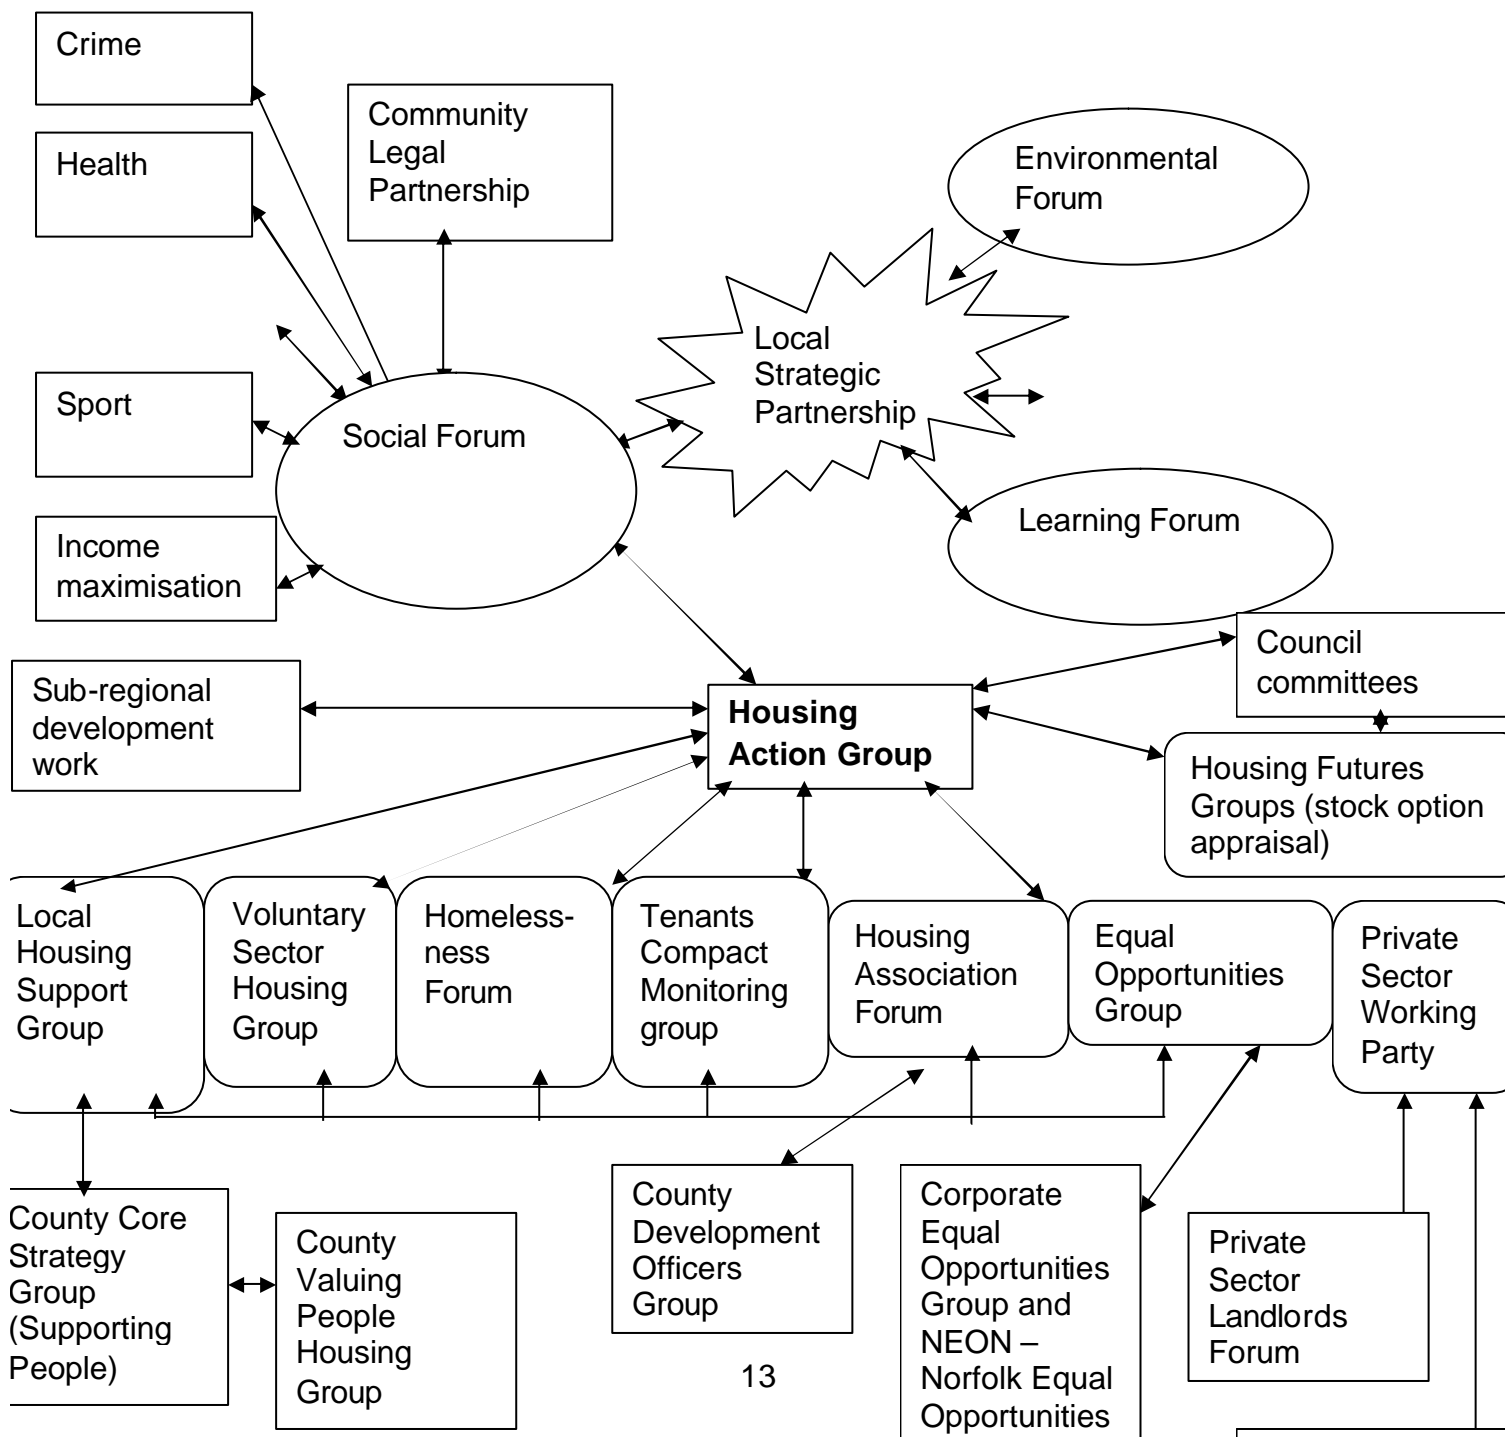 Crime
Community
Legal
Partnership
Health
Environmental
Forum
Local
Strategic
Partnership
Sport
Social Forum
Learning Forum
Income
maximisation
Council
committees
Sub-regional
development
work
Housing
Action Group
Housing Futures
Groups (stock option
appraisal)
Local
Housing
Support
Group
Voluntary
Sector
Housing
Group
Homeless-
ness
Forum
Tenants
Compact
Monitoring
group
Housing
Association
Forum
Equal
Opportunities
Group
Private
Sector
Working
Party
County Core
Strategy
Group
(Supporting
People)
County
Valuing
People
Housing
Group
County
Development
Officers
Group
Corporate
Equal
Opportunities
Group and
NEON –
Norfolk Equal
Opportunities
Private
Sector
Landlords
Forum
13